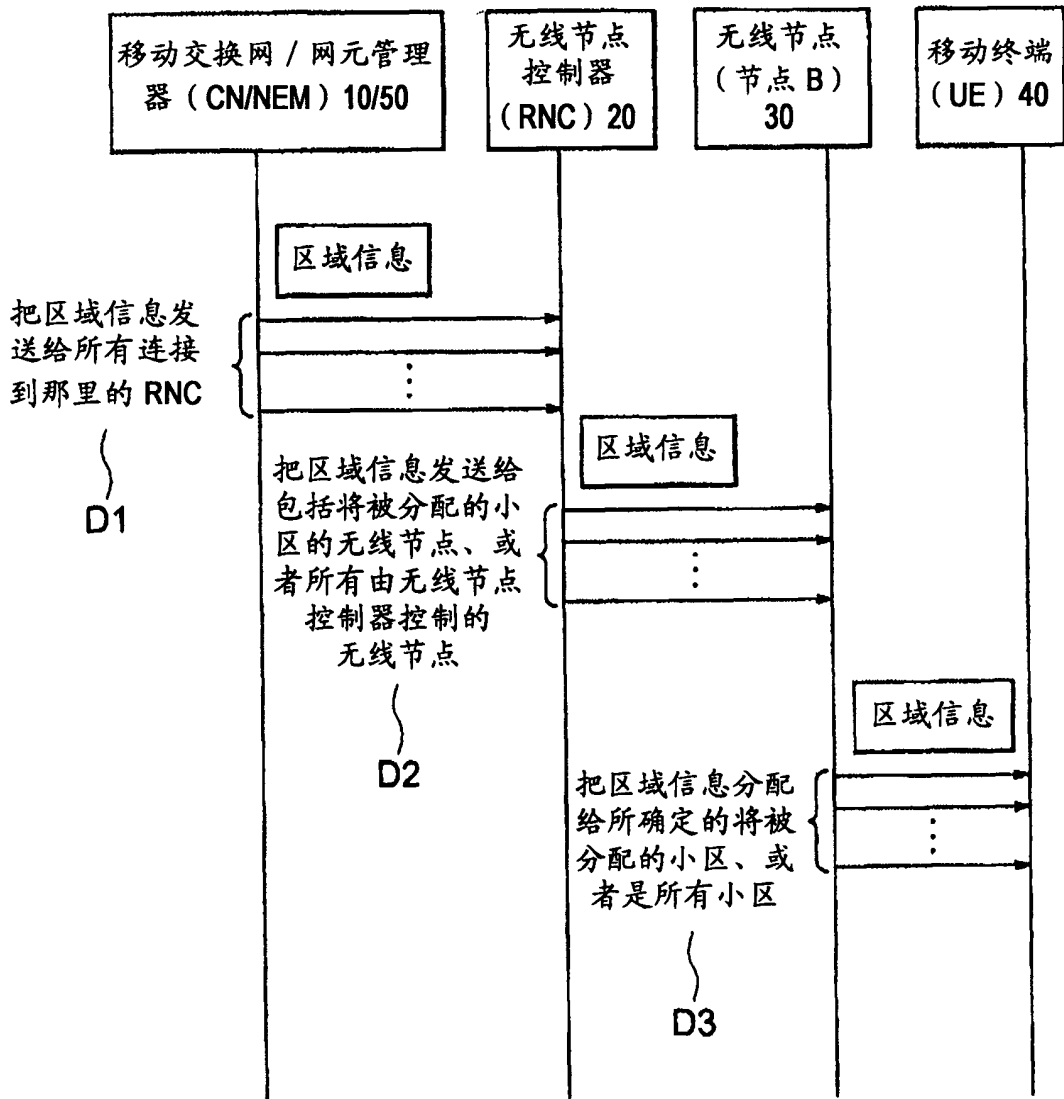 移动交换网 / 网元管理
器（CN/NEM）10/50
无线节点
控制器
（RNC）20
无线节点
（节点 B）
30
移动终端
（UE）40
区域信息
把区域信息发
送给所有连接
到那里的 RNC
D1
区域信息
把区域信息发送给
包括将被分配的小
区的无线节点、或
者所有由无线节点
控制器控制的
无线节点
D2
区域信息
把区域信息分配
给所确定的将被
分配的小区、或
者是所有小区
D3